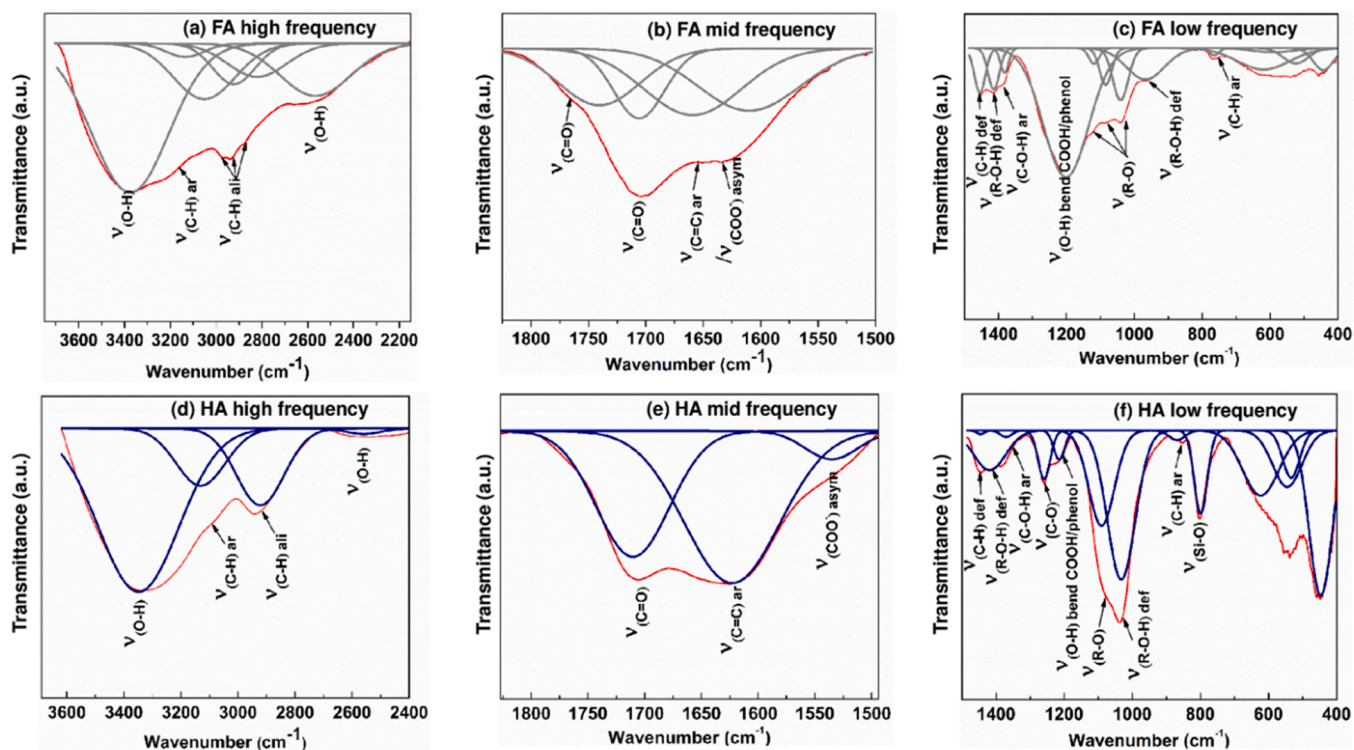 (a) FA high frequency
Transmittance (a.u.)
ν(O-H)
ν(C-H) ar
ν(C-H) ali
ν(O-H)
3600 3400 3200 3000 2800 2600 2400 2200
Wavenumber (cm-1)
(b) FA mid frequency
Transmittance (a.u.)
ν(C=O)
ν(C=O)
ν(C=C) ar
/ν(COO-) asym
1800 1750 1700 1650 1600 1550 1500
Wavenumber (cm-1)
(c) FA low frequency
Transmittance (a.u.)
ν(C-H) def
ν(R-O-H) def
ν(C-O-H) ar
ν(O-H) bend COOH/phenol
ν(R-O)
ν(R-O-H) def
ν(C-H) ar
1400 1200 1000 800 600 400
Wavenumber (cm-1)
(d) HA high frequency
Transmittance (a.u.)
ν(O-H)
ν(C-H) ar
ν(C-H) ali
ν(O-H)
3600 3400 3200 3000 2800 2600 2400
Wavenumber (cm-1)
(e) HA mid frequency
Transmittance (a.u.)
ν(C=O)
ν(C=C) ar
ν(COO-) asym
1800 1750 1700 1650 1600 1550 1500
Wavenumber (cm-1)
(f) HA low frequency
Transmittance (a.u.)
ν(C-H) def
ν(R-O-H) def
ν(C-O-H) ar
ν(C-O)
ν(O-H) bend COOH/phenol
ν(R-O)
ν(R-O-H) def
ν(C-H) ar
ν(Si-O)
1400 1200 1000 800 600 400
Wavenumber (cm-1)